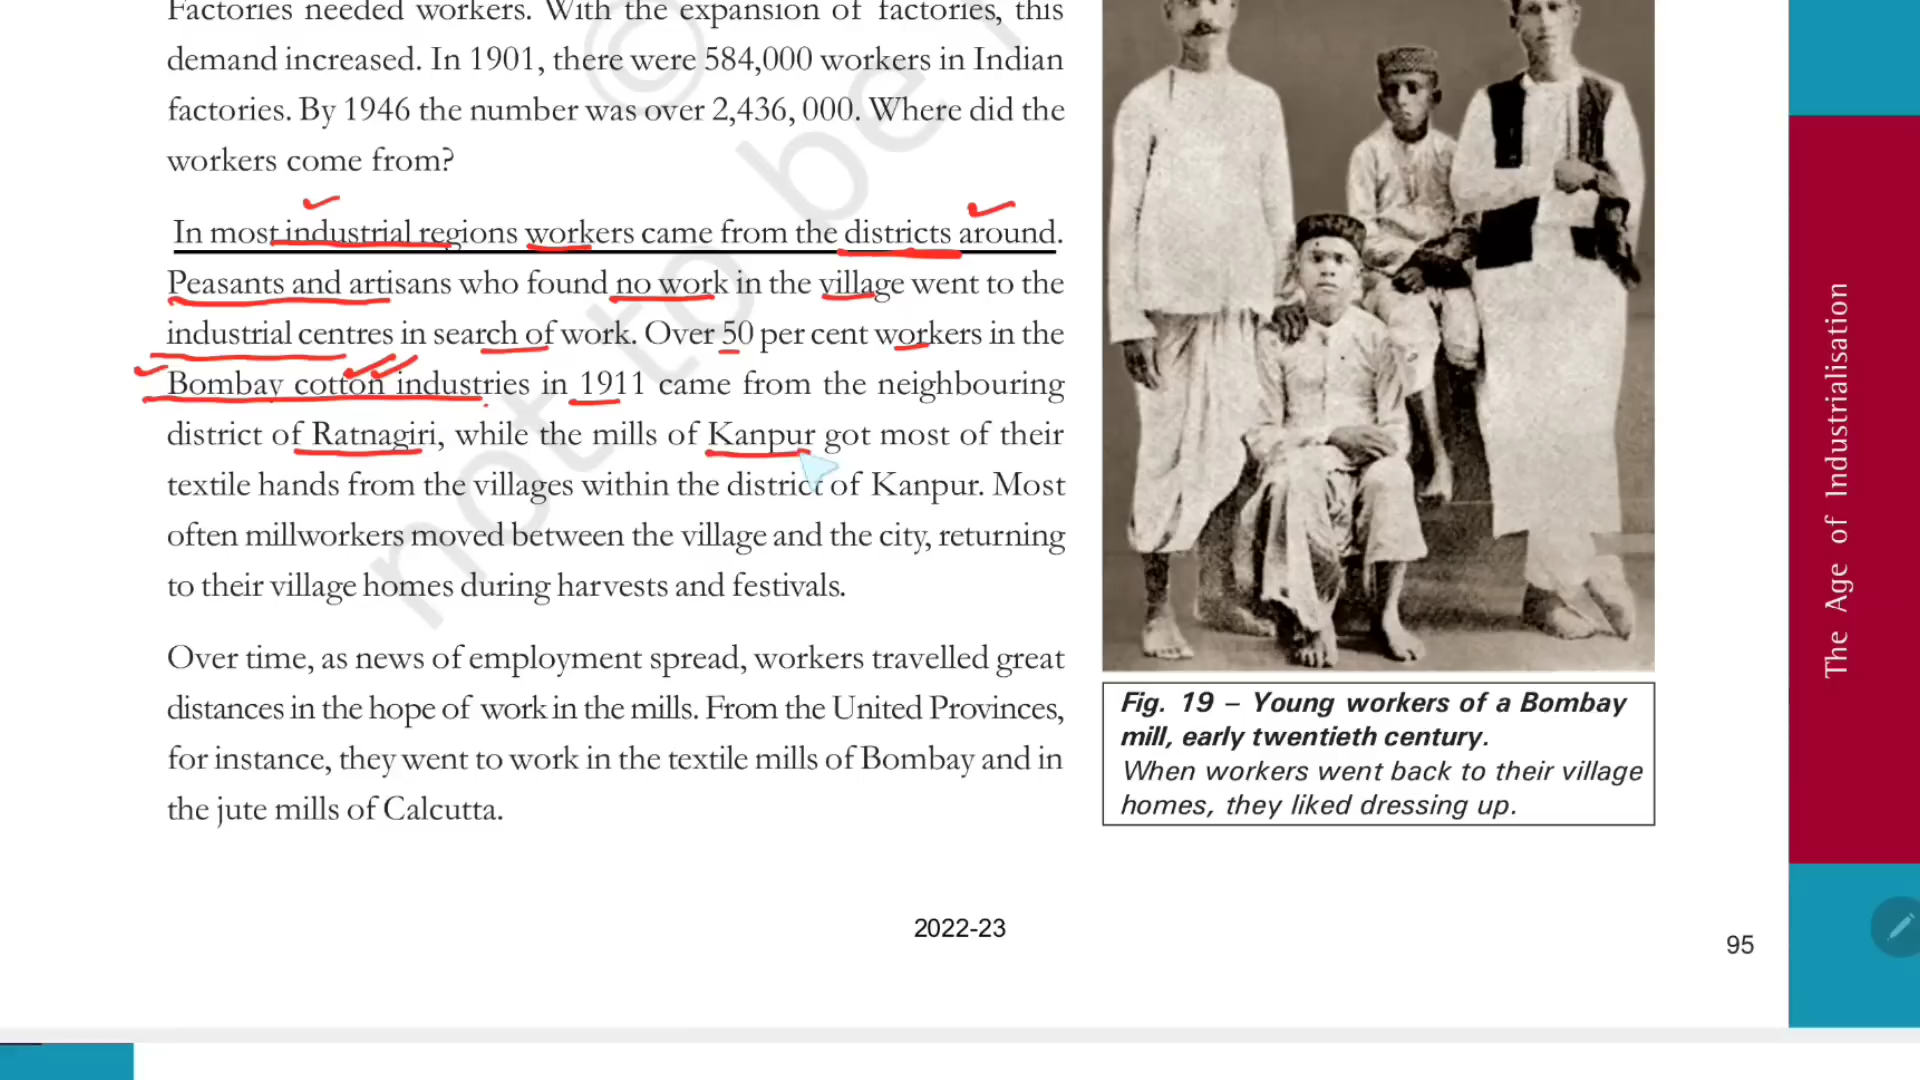 Factories needed workers. With the expansion of factories, this
demand increased. In 1901, there were 584,000 workers in Indian
factories. By 1946 the number was over 2,436, 000. Where did the
workers come from?
In most industrial regions workers came from the districts around.
Peasants and artisans who found no work in the village went to the
industrial centres in search of work. Over 50 per cent workers in the
Bombay cotton industries in 1911 came from the neighbouring
district of Ratnagiri, while the mills of Kanpur got most of their
textile hands from the villages within the district of Kanpur. Most
often millworkers moved between the village and the city, returning
to their village homes during harvests and festivals.
Over time, as news of employment spread, workers travelled great
distances in the hope of work in the mills. From the United Provinces,
for instance, they went to work in the textile mills of Bombay and in
the jute mills of Calcutta.
Fig. 19 – Young workers of a Bombay
mill, early twentieth century.
When workers went back to their village
homes, they liked dressing up.
The Age of Industrialisation
2022-23
95
©
not to be